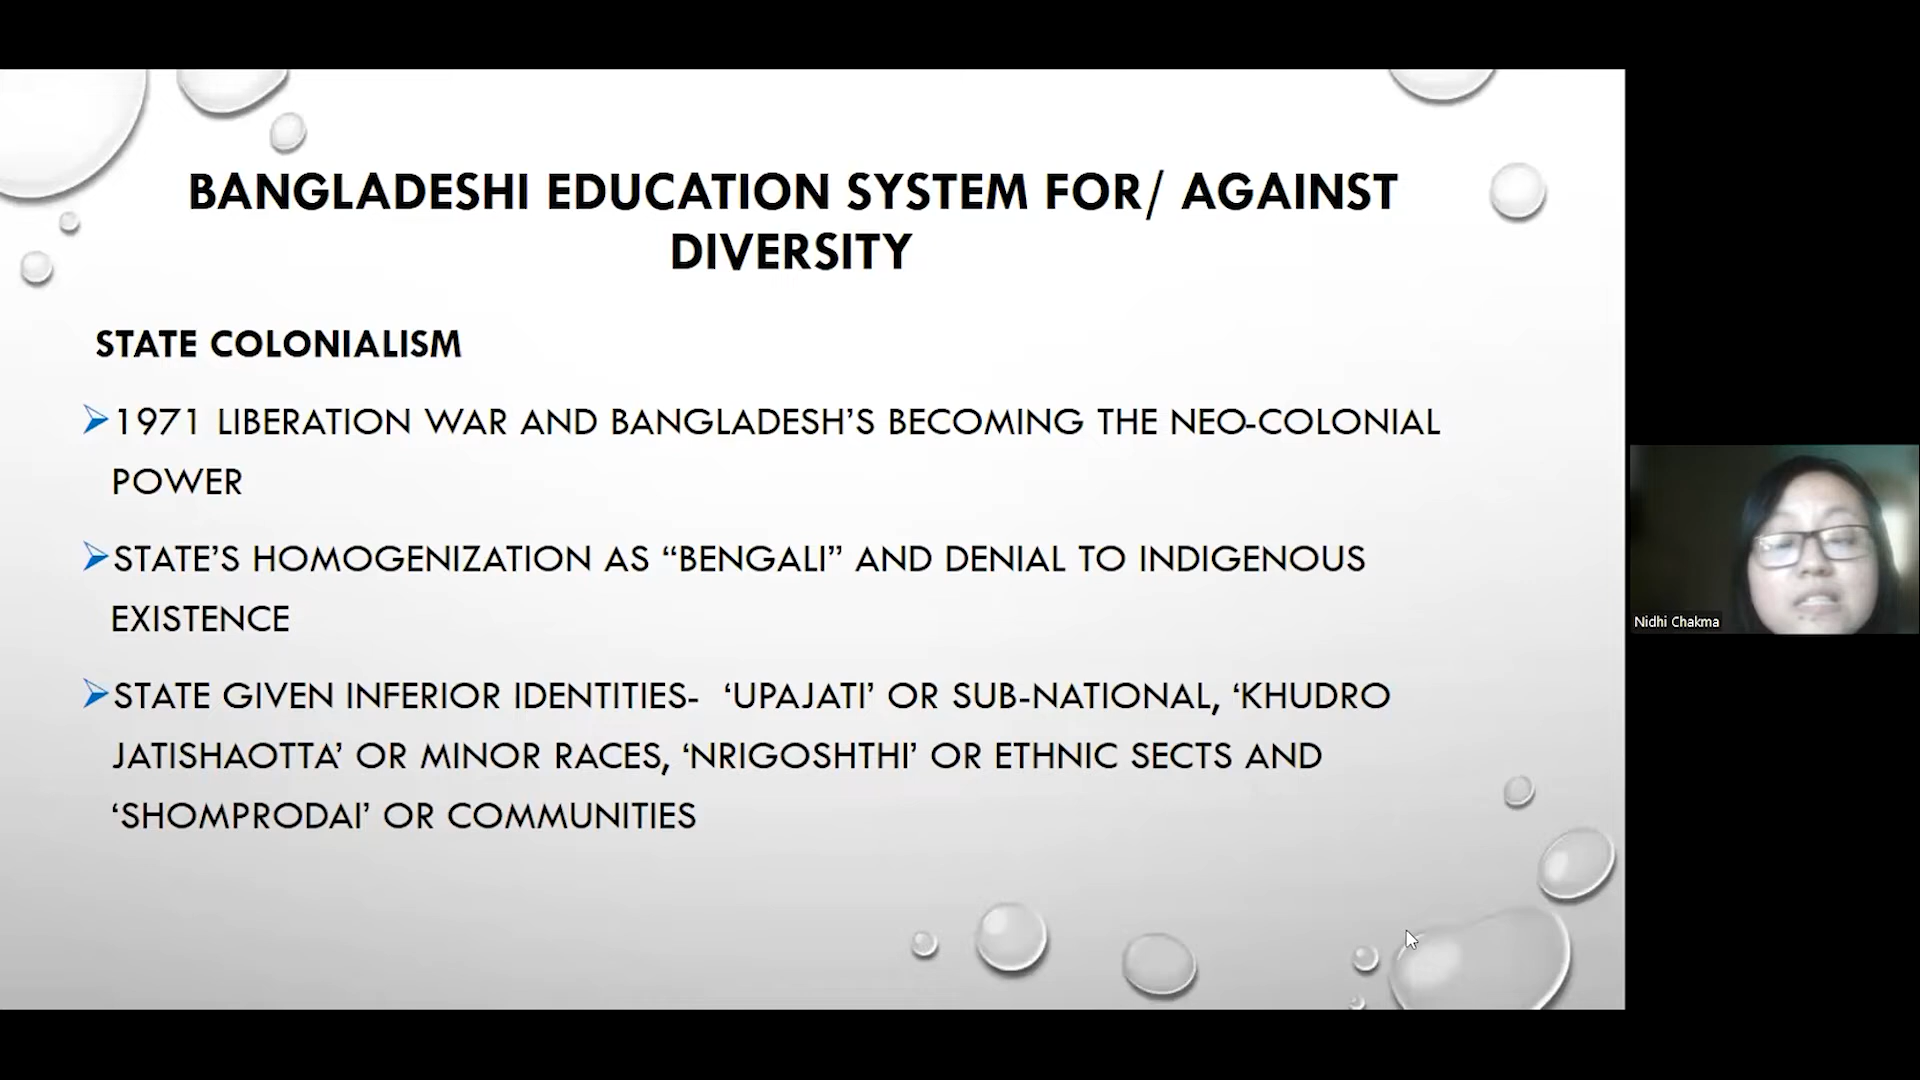 BANGLADESHI EDUCATION SYSTEM FOR/ AGAINST
DIVERSITY
STATE COLONIALISM
1971 LIBERATION WAR AND BANGLADESH’S BECOMING THE NEO-COLONIAL
POWER
STATE’S HOMOGENIZATION AS “BENGALI” AND DENIAL TO INDIGENOUS
EXISTENCE
STATE GIVEN INFERIOR IDENTITIES- ‘UPAJATI’ OR SUB-NATIONAL, ‘KHUDRO
JATISHAOTTA’ OR MINOR RACES, ‘NRIGOSHTHI’ OR ETHNIC SECTS AND
‘SHOMPRODAI’ OR COMMUNITIES
Nidhi Chakma